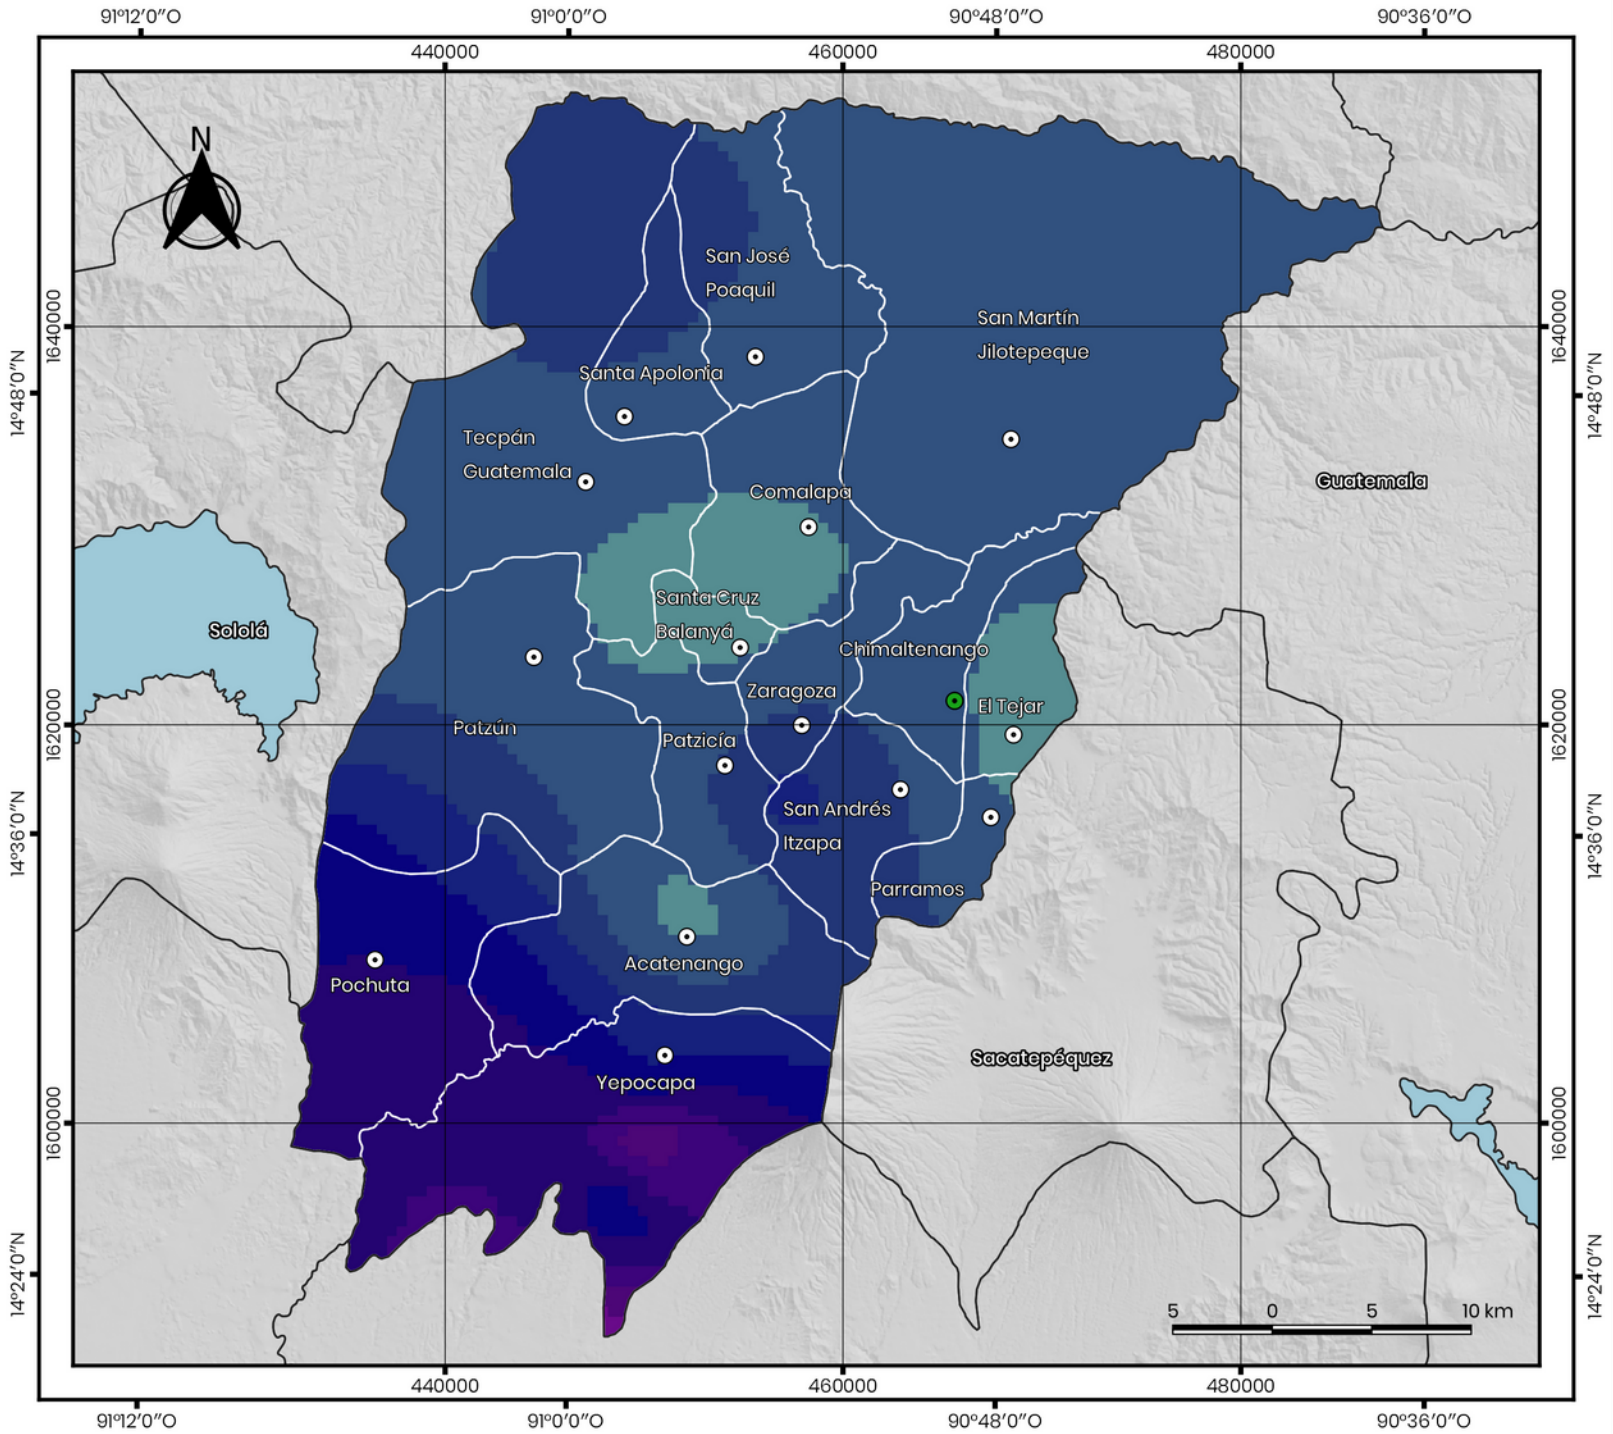 91°12'0"O 91°0'0"O 90°48'0"O 90°36'0"O
440000 460000 480000
N
San José
Poaquil
San Martín
Jilotepeque
1640000
1640000
14°48'0"N
14°48'0"N
Santa Apolonia
Tecpán
Guatemala
Comalapa
Guatemala
Santa Cruz
Balanyá
Sololá
Chimaltenango
Zaragoza
El Tejar
1620000
1620000
Patzún
Patzicía
San Andrés
Itzapa
14°36'0"N
14°36'0"N
Parramos
Acatenango
Pochuta
Sacatepéquez
Yepocapa
1600000
1600000
14°24'0"N
14°24'0"N
5 0 5 10 km
440000 460000 480000
91°12'0"O 91°0'0"O 90°48'0"O 90°36'0"O